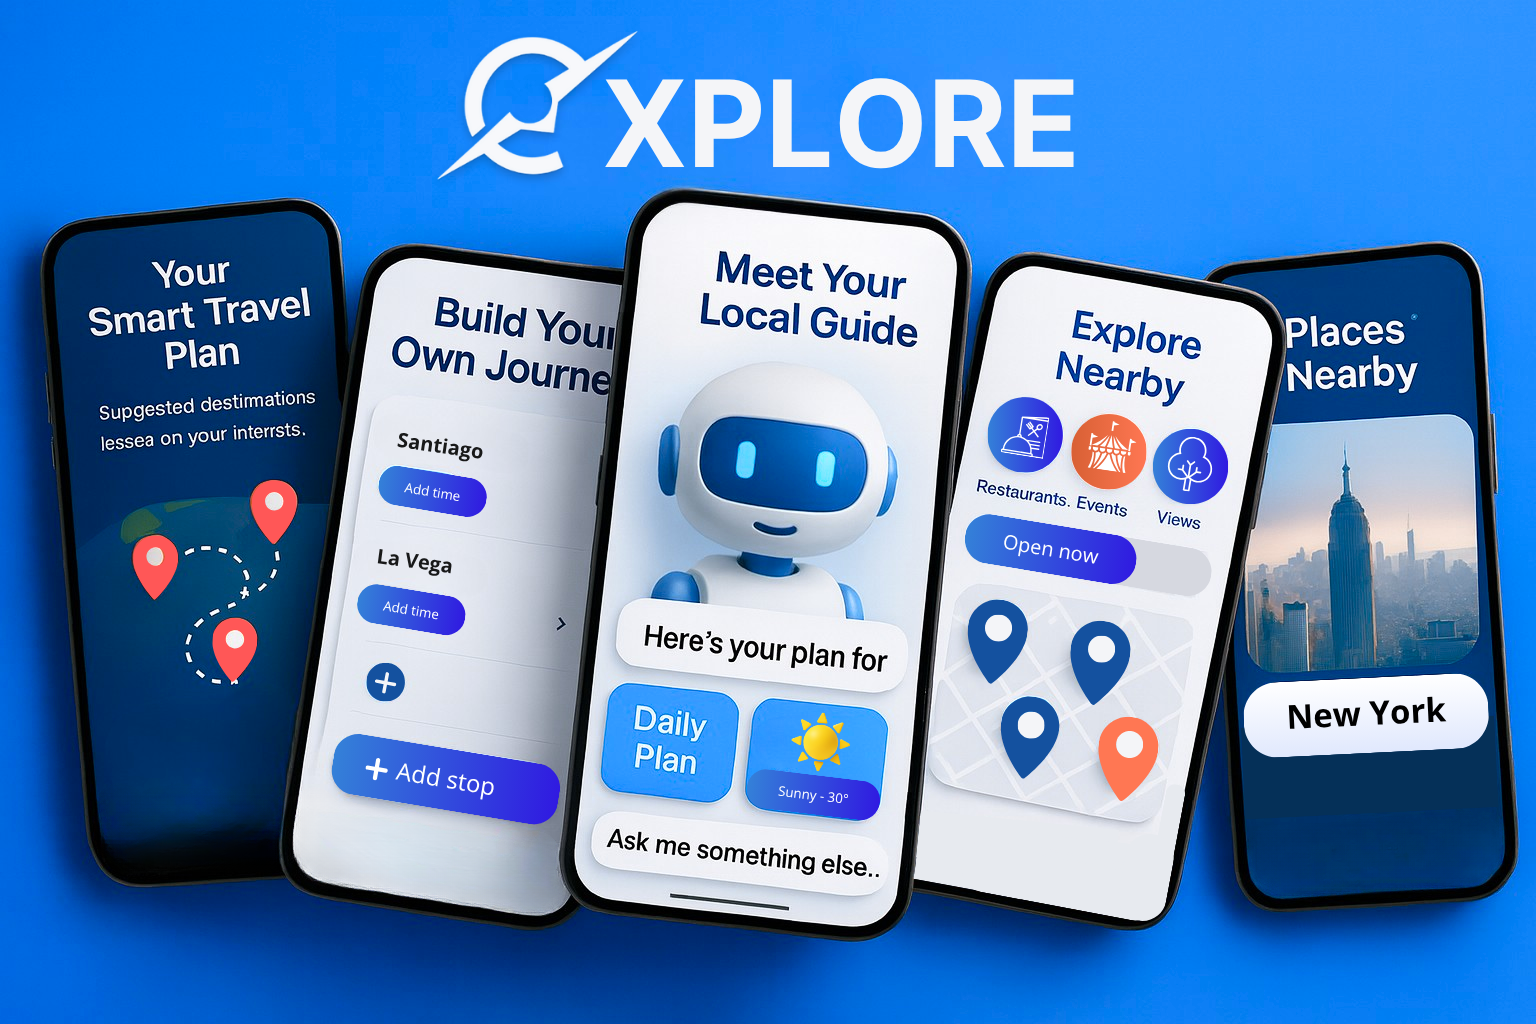 EXPLORE
Your
Smart Travel
Plan
Supgested destimations
lessea on your interrsts.
Build Your
Own Journe
Santiago
Add time
La Vega
Add time
+ Add stop
Meet Your
Local Guide
Here's your plan for
Daily
Plan
Sunny - 30°
Ask me something else..
Explore
Nearby
Restaurants. Events
Views
Open now
Places
Nearby
New York